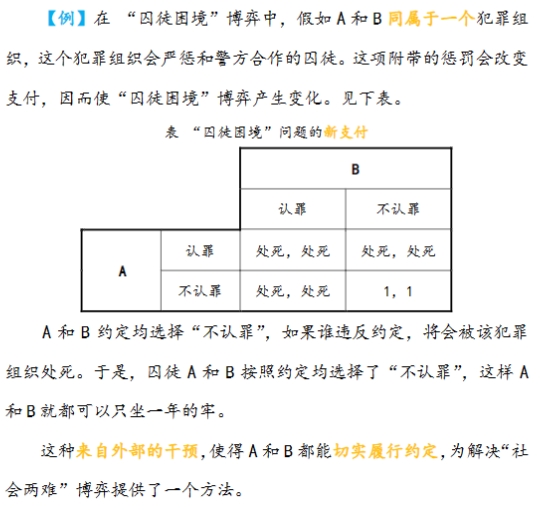 【例】在 “囚徒困境”博弈中，假如 A 和 B 同属于一个犯罪组
织，这个犯罪组织会严惩和警方合作的囚徒。这项附带的惩罚会改变
支付，因而使“囚徒困境”博弈产生变化。见下表。
表 “囚徒困境”问题的新支付
B
认罪 不认罪
A 认罪 处死，处死 处死，处死
不认罪 处死，处死 1，1
A 和 B 约定均选择“不认罪”，如果谁违反约定，将会被该犯罪
组织处死。于是，囚徒 A 和 B 按照约定均选择了“不认罪”，这样 A
和 B 就都可以只坐一年的牢。
这种来自外部的干预，使得 A 和 B 都能切实履行约定，为解决“社
会两难”博弈提供了一个方法。